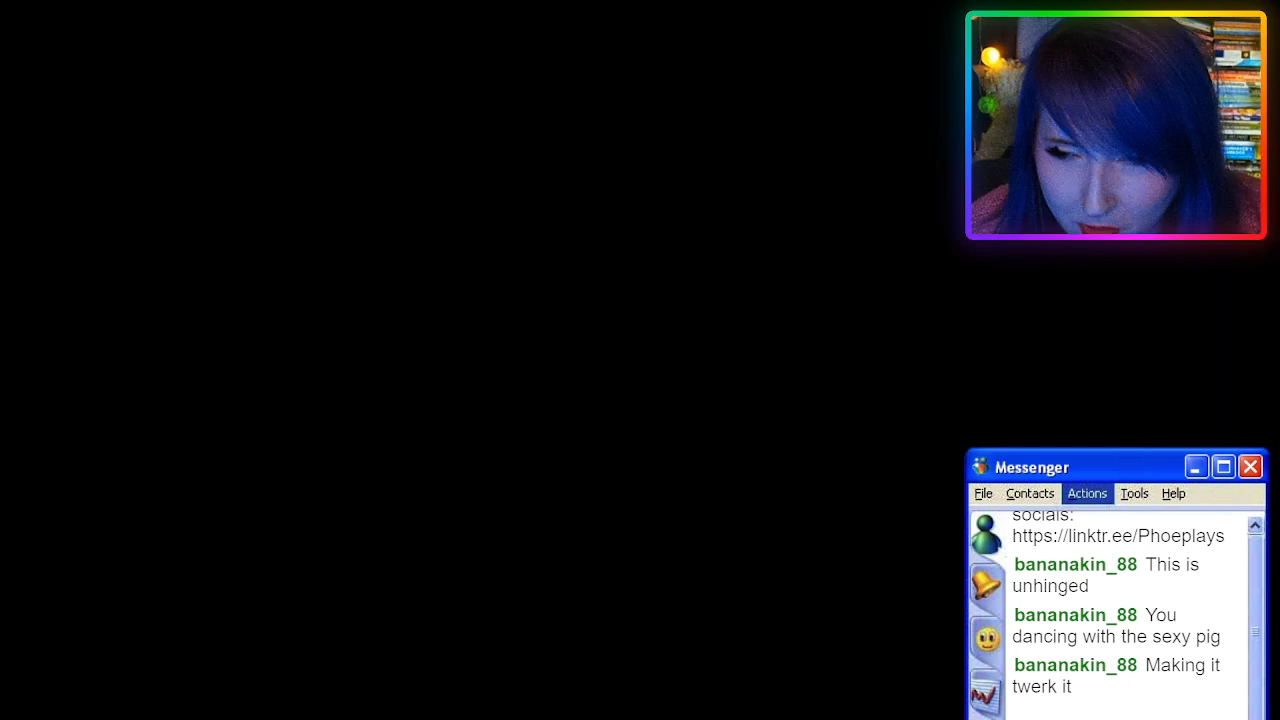 Messenger
File Contacts Actions Tools Help
socials:
https://linktr.ee/Phoeplays
bananakin_88 This is
unhinged
bananakin_88 You
dancing with the sexy pig
bananakin_88 Making it
twerk it